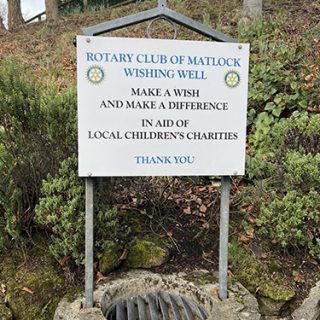 ROTARY CLUB OF MATLOCK
WISHING WELL
MAKE A WISH
AND MAKE A DIFFERENCE
IN AID OF
LOCAL CHILDREN'S CHARITIES
THANK YOU